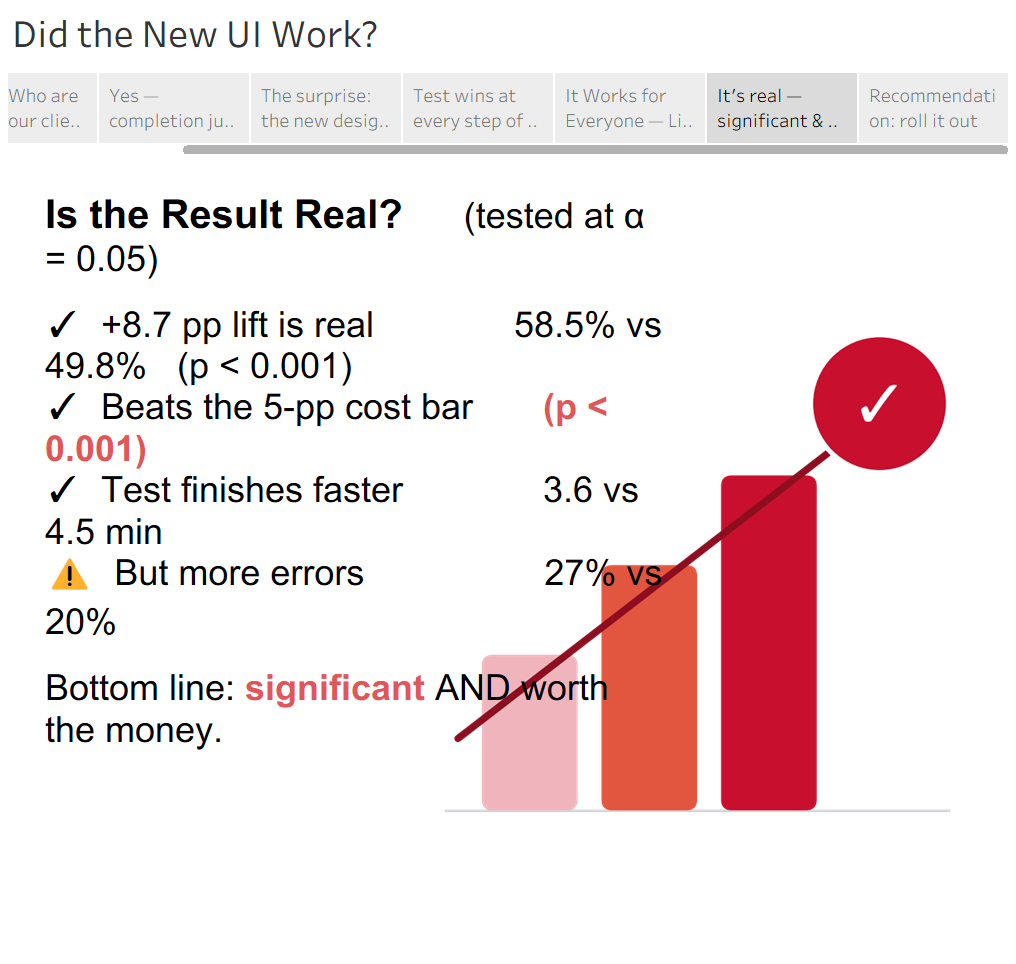 Did the New UI Work?
Who are
our clie..
Yes —
completion ju..
The surprise:
the new desig..
Test wins at
every step of ..
It Works for
Everyone — Li..
It's real —
significant & ..
Recommendati
on: roll it out
Is the Result Real? (tested at α
= 0.05)
✓ +8.7 pp lift is real 58.5% vs
49.8% (p < 0.001)
✓ Beats the 5-pp cost bar (p <
0.001)
✓ Test finishes faster 3.6 vs
4.5 min
⚠️ But more errors 27% vs
20%
Bottom line: significant AND worth
the money.
✓